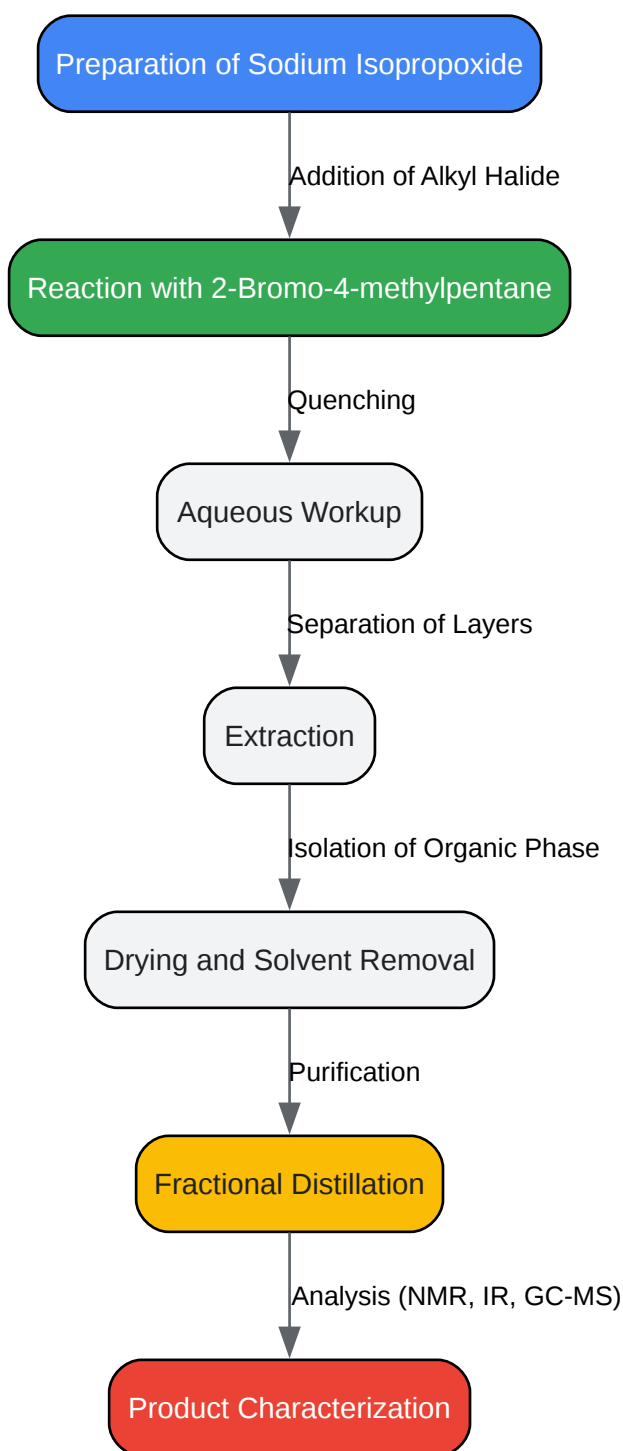 Preparation of Sodium Isopropoxide
Addition of Alkyl Halide
Reaction with 2-Bromo-4-methylpentane
Quenching
Aqueous Workup
Separation of Layers
Extraction
Isolation of Organic Phase
Drying and Solvent Removal
Purification
Fractional Distillation
Analysis (NMR, IR, GC-MS)
Product Characterization